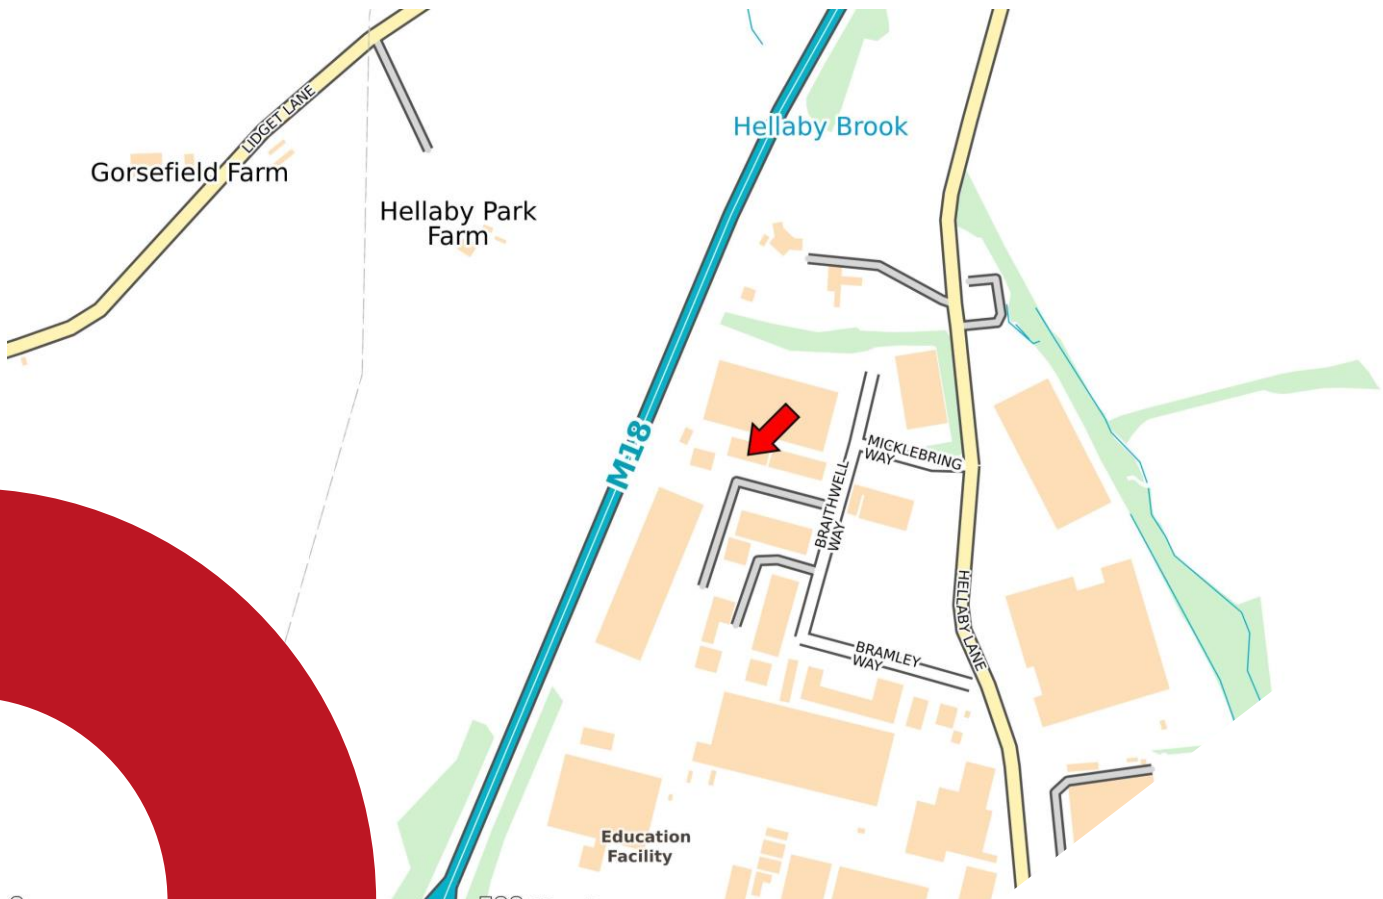 Hellaby Brook
LIDGET LANE
Gorsefield Farm
Hellaby Park
Farm
M18
MICKLEBRING
WAY
BRAITHWELL
WAY
HELLABY LANE
BRAMLEY
WAY
Education
Facility